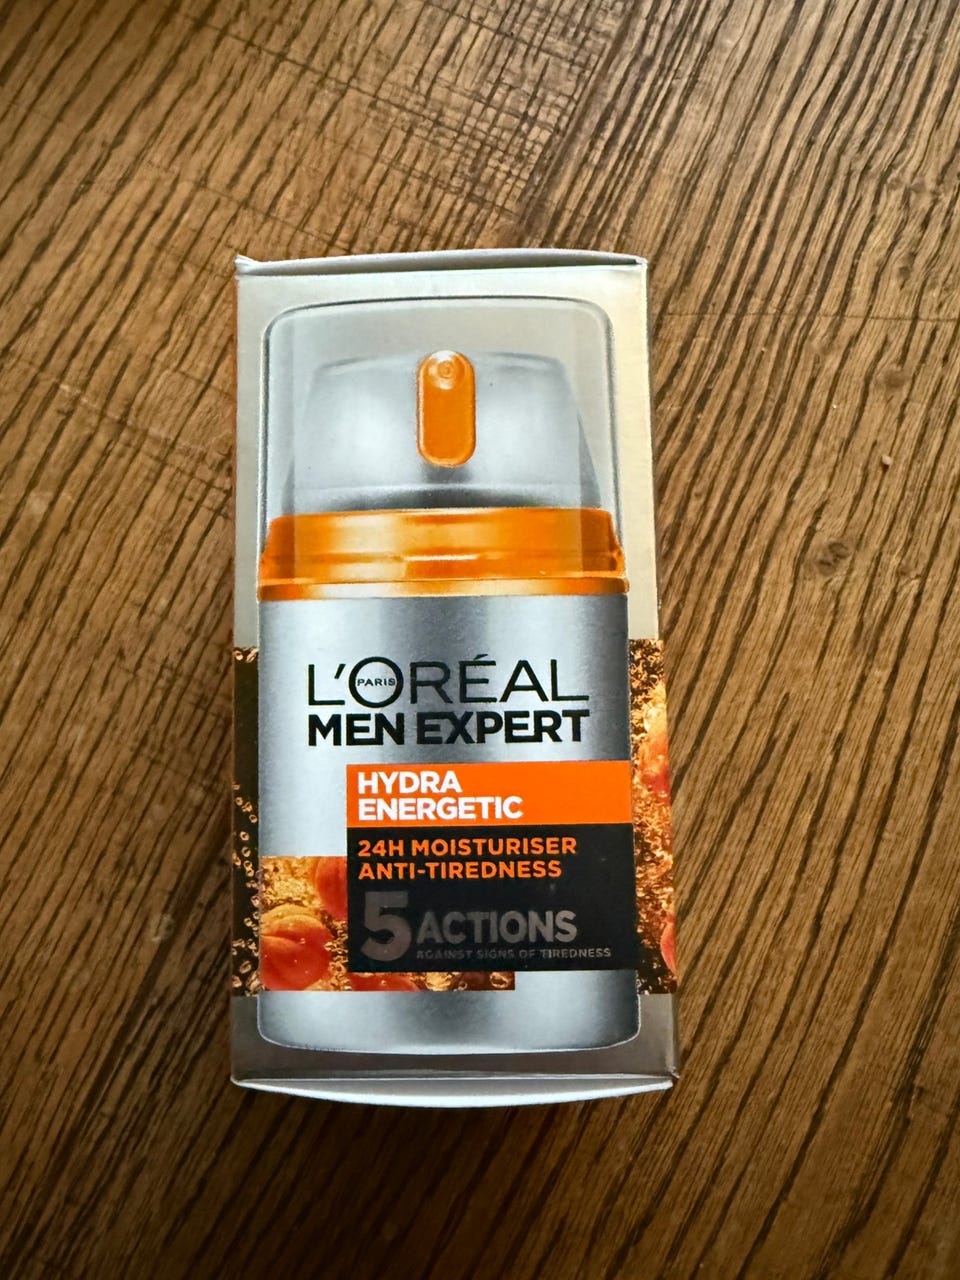 L'ORÉAL
PARIS
MEN EXPERT
HYDRA
ENERGETIC
24H MOISTURISER
ANTI-TIREDNESS
5 ACTIONS
AGAINST SIGNS OF TIREDNESS